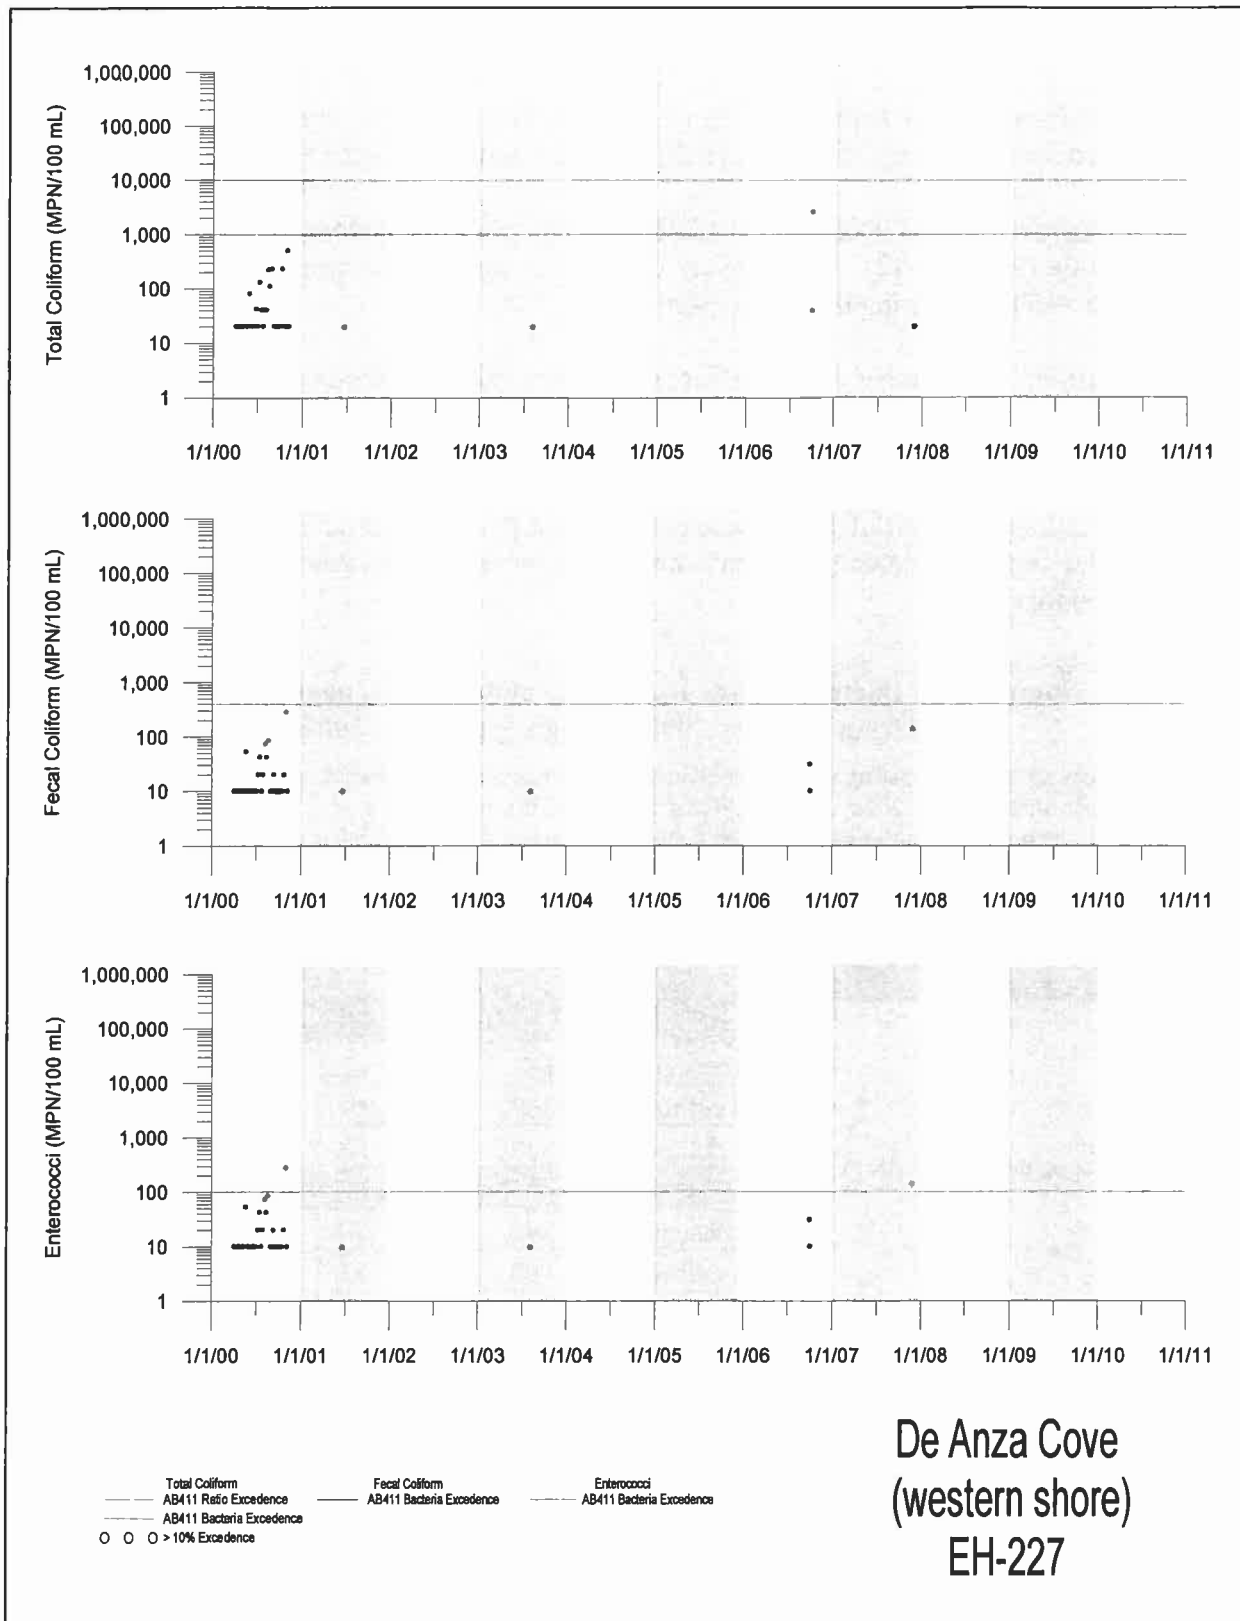 Total Coliform (MPN/100 mL)
1,000,000
100,000
10,000
1,000
100
10
1
1/1/00 1/1/01 1/1/02 1/1/03 1/1/04 1/1/05 1/1/06 1/1/07 1/1/08 1/1/09 1/1/10 1/1/11
Fecal Coliform (MPN/100 mL)
1,000,000
100,000
10,000
1,000
100
10
1
1/1/00 1/1/01 1/1/02 1/1/03 1/1/04 1/1/05 1/1/06 1/1/07 1/1/08 1/1/09 1/1/10 1/1/11
Enterococci (MPN/100 mL)
1,000,000
100,000
10,000
1,000
100
10
1
1/1/00 1/1/01 1/1/02 1/1/03 1/1/04 1/1/05 1/1/06 1/1/07 1/1/08 1/1/09 1/1/10 1/1/11
Total Coliform
AB411 Ratio Excedence
AB411 Bacteria Excedence
> 10% Excedence
Fecal Coliform
AB411 Bacteria Excedence
Enterococci
AB411 Bacteria Excedence
De Anza Cove
(western shore)
EH-227